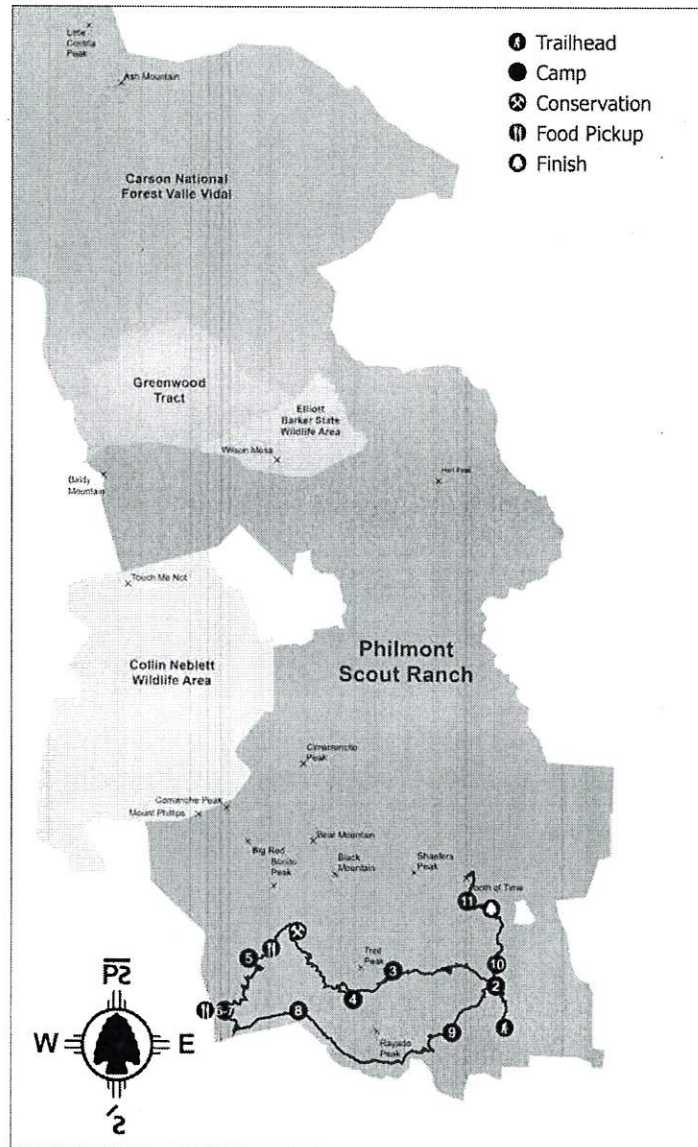 Little
Costilla
Peak
Ash Mountain
Trailhead
Camp
Conservation
Food Pickup
Finish
Carson National
Forest Valle Vidal
Greenwood
Tract
Elliott
Barker State
Wildlife Area
Wilson Mesa
Baldy
Mountain
Hart Peak
Touch Me Not
Collin Neblett
Wildlife Area
Philmont
Scout Ranch
Cimarroncito
Peak
Comanche Peak
Mount Phillips
Big Red
Bear Mountain
Bonito
Peak
Black
Mountain
Shaefers
Peak
Tooth of Time
11
5
Trail
Peak
3
10
2
4
6-7
8
Rayado
Peak
9
W
E